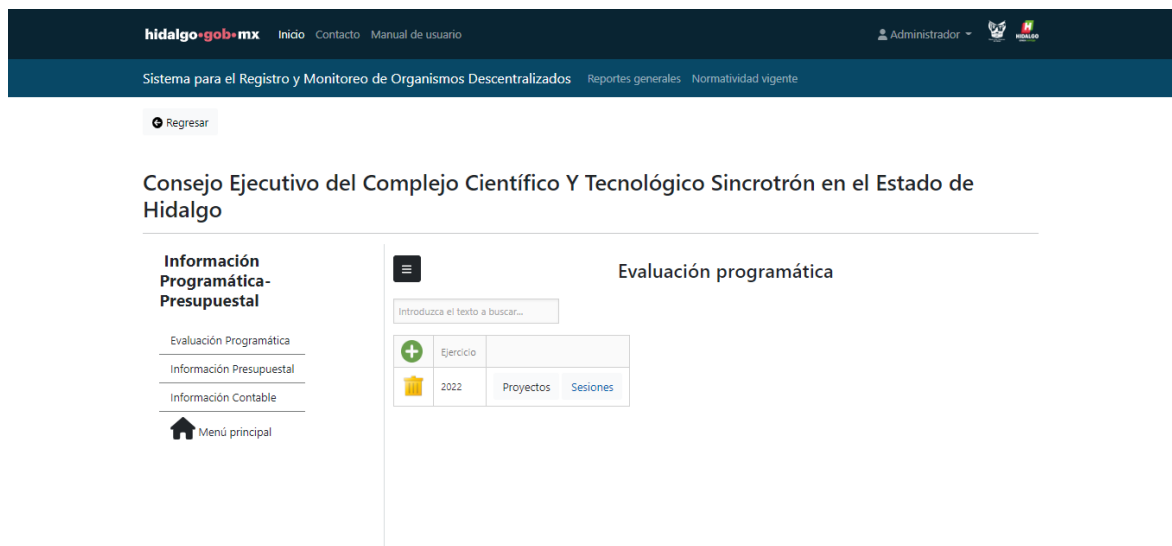 hidalgo•gob•mx Inicio Contacto Manual de usuario Administrador
HIDALGO
Sistema para el Registro y Monitoreo de Organismos Descentralizados Reportes generales Normatividad vigente
Regresar
Consejo Ejecutivo del Complejo Científico Y Tecnológico Sincrotrón en el Estado de
Hidalgo
Información
Programática-
Presupuestal
Evaluación Programática
Información Presupuestal
Información Contable
Menú principal
Evaluación programática
Introduzca el texto a buscar...
Ejercicio
2022 Proyectos Sesiones